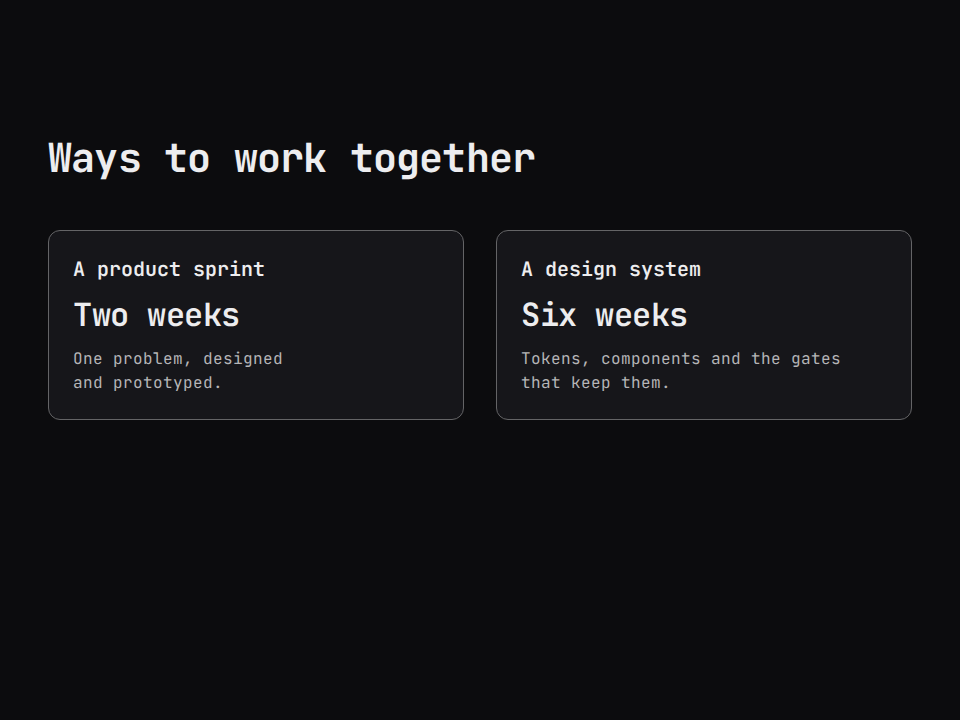 Ways to work together
A product sprint
Two weeks
One problem, designed
and prototyped.
A design system
Six weeks
Tokens, components and the gates
that keep them.